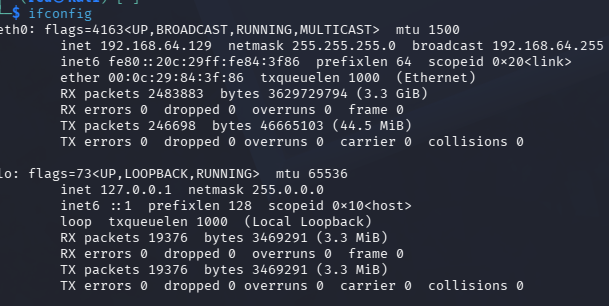 $ ifconfig
eth0: flags=4163<UP,BROADCAST,RUNNING,MULTICAST>  mtu 1500
inet 192.168.64.129  netmask 255.255.255.0  broadcast 192.168.64.255
inet6 fe80::20c:29ff:fe84:3f86  prefixlen 64  scopeid 0×20<link>
ether 00:0c:29:84:3f:86  txqueuelen 1000  (Ethernet)
RX packets 2483883  bytes 3629729794 (3.3 GiB)
RX errors 0  dropped 0  overruns 0  frame 0
TX packets 246698  bytes 46665103 (44.5 MiB)
TX errors 0  dropped 0 overruns 0  carrier 0  collisions 0
lo: flags=73<UP,LOOPBACK,RUNNING>  mtu 65536
inet 127.0.0.1  netmask 255.0.0.0
inet6 ::1  prefixlen 128  scopeid 0×10<host>
loop  txqueuelen 1000  (Local Loopback)
RX packets 19376  bytes 3469291 (3.3 MiB)
RX errors 0  dropped 0  overruns 0  frame 0
TX packets 19376  bytes 3469291 (3.3 MiB)
TX errors 0  dropped 0 overruns 0  carrier 0  collisions 0